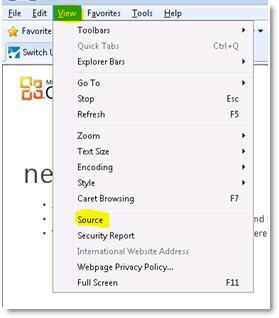 File Edit View Favorites Tools Help
Favorite
Toolbars
Quick Tabs Ctrl+Q
Switch
Explorer Bars
Go To
Stop Esc
Refresh F5
Zoom
Text Size
Encoding
Style
Caret Browsing F7
Source
Security Report
International Website Address
Webpage Privacy Policy...
Full Screen F11